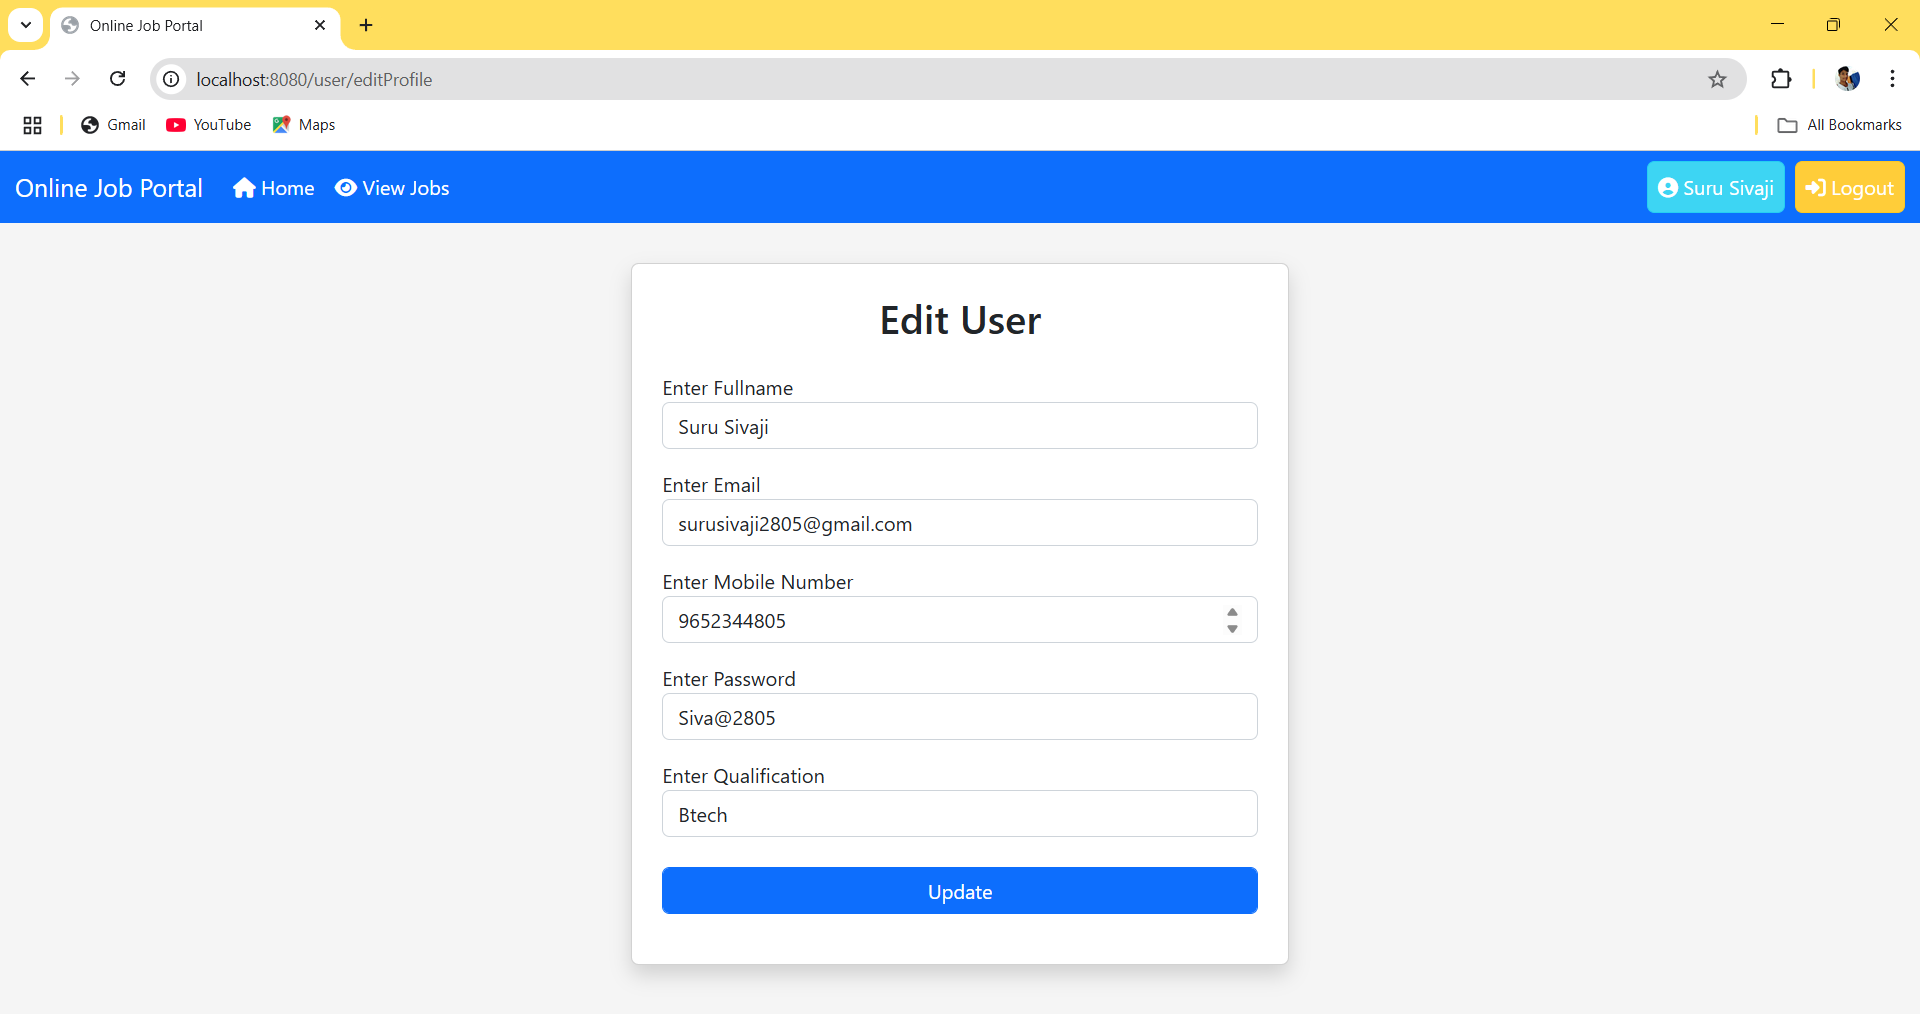 Online Job Portal
localhost:8080/user/editProfile
Gmail YouTube Maps All Bookmarks
Online Job Portal Home View Jobs Suru Sivaji Logout
Edit User
Enter Fullname
Suru Sivaji
Enter Email
surusivaji2805@gmail.com
Enter Mobile Number
9652344805
Enter Password
Siva@2805
Enter Qualification
Btech
Update